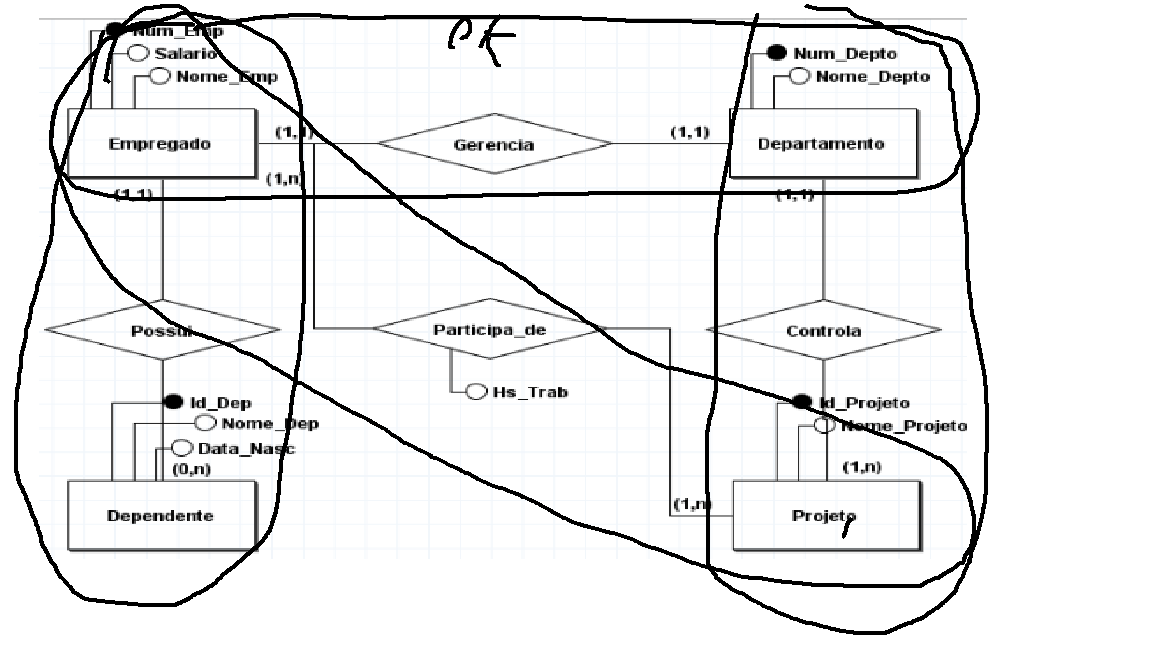 PK
Num_Emp
Salario
Nome_Emp
Num_Depto
Nome_Depto
Empregado
(1,1)
Gerencia
(1,1)
Departamento
(1,n)
(1,1)
(1,1)
Possui
Participa_de
Controla
Hs_Trab
Id_Dep
Nome_Dep
Data_Nasc
(0,n)
Id_Projeto
Nome_Projeto
(1,n)
(1,n)
Dependente
Projeto